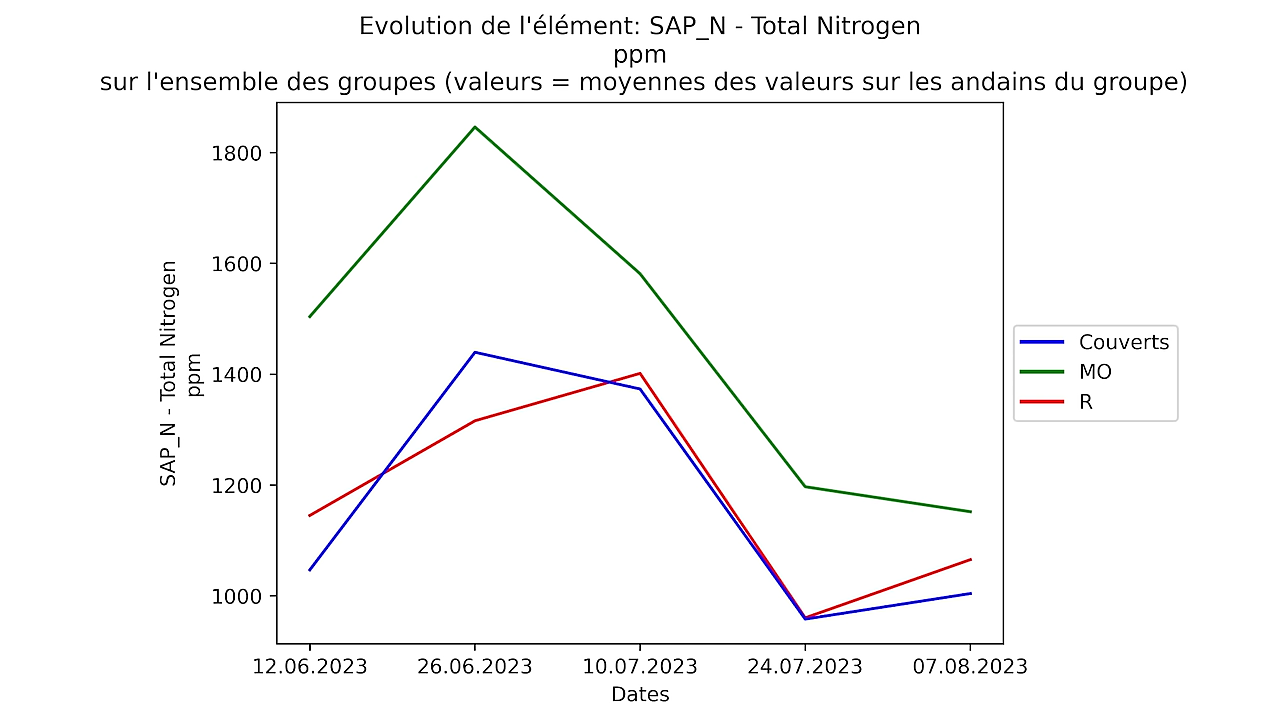 Evolution de l'élément: SAP_N - Total Nitrogen
ppm
sur l'ensemble des groupes (valeurs = moyennes des valeurs sur les andains du groupe)
SAP_N - Total Nitrogen
ppm
1800
1600
1400
1200
1000
12.06.2023
26.06.2023
10.07.2023
24.07.2023
07.08.2023
Dates
Couverts
MO
R